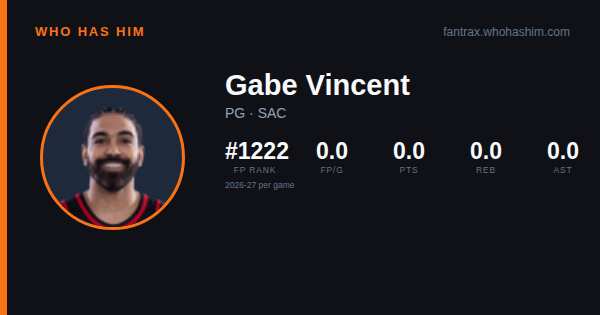 WHO HAS HIM
fantrax.whohashim.com
Gabe Vincent
PG · SAC
#1222 0.0 0.0 0.0 0.0
FP RANK FP/G PTS REB AST
2026-27 per game